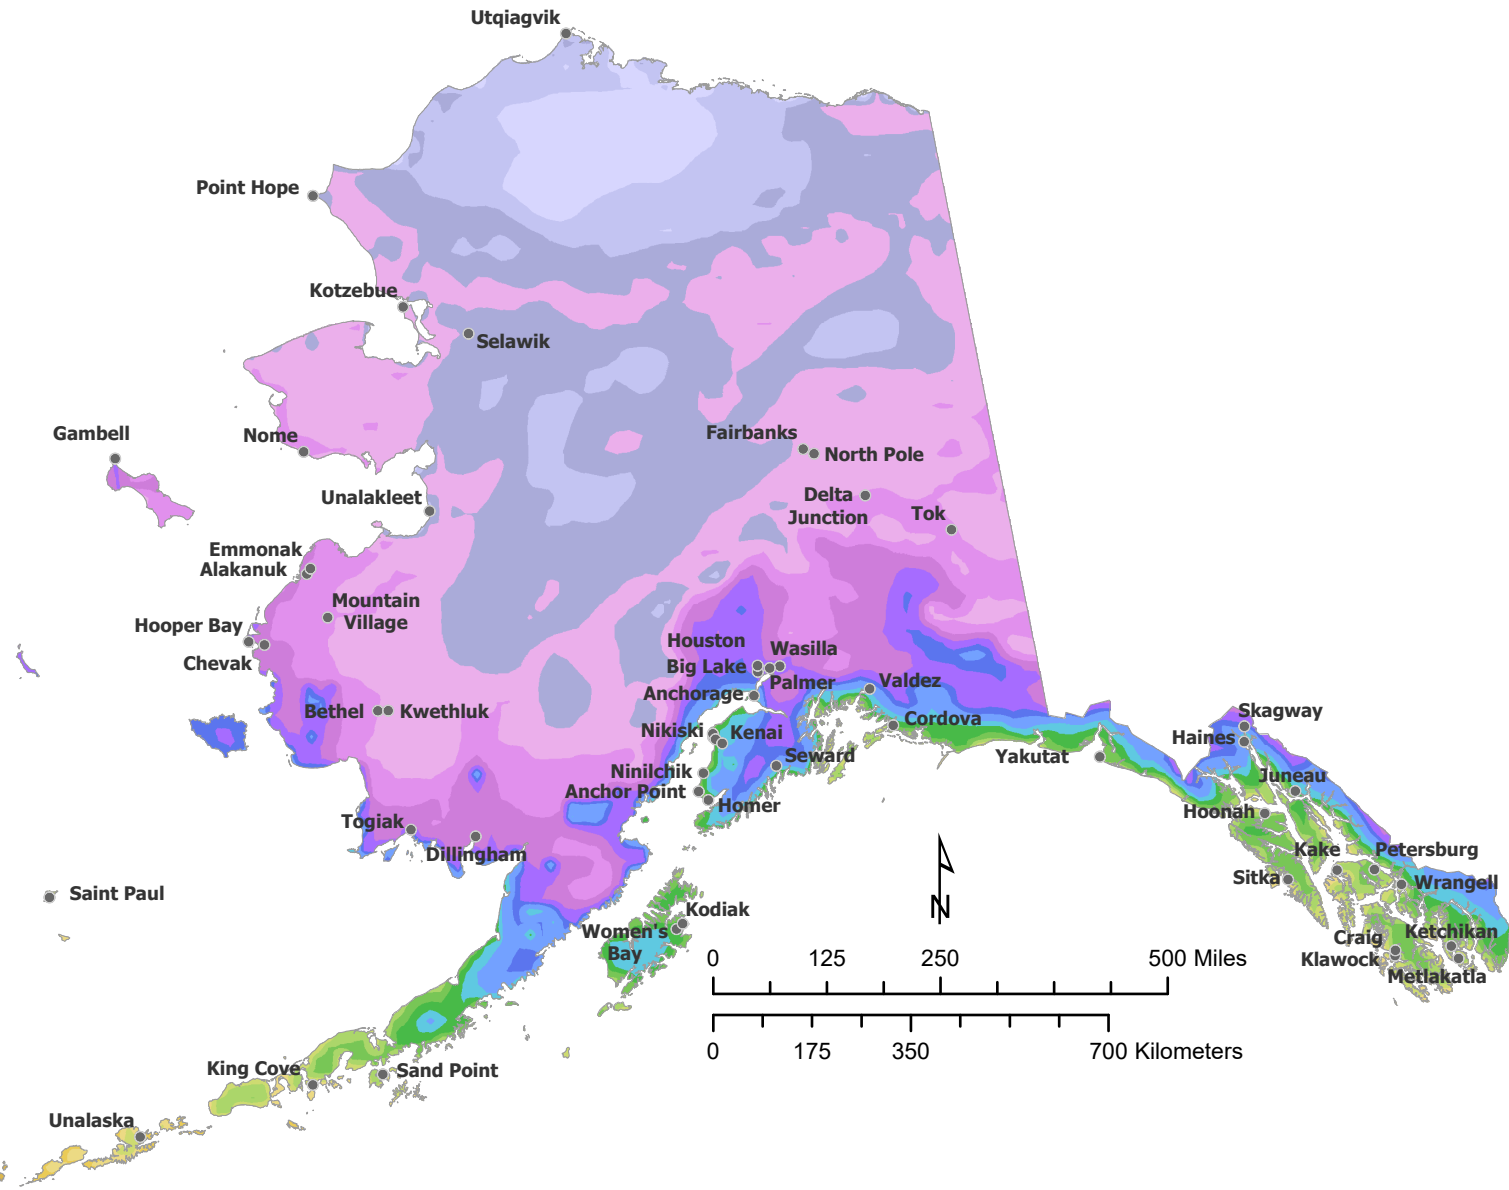 Utqiagvik
Point Hope
Kotzebue
Selawik
Gambell
Nome
Fairbanks
North Pole
Unalakleet
Delta
Junction
Tok
Emmonak
Alakanuk
Mountain
Village
Hooper Bay
Chevak
Houston
Wasilla
Big Lake
Palmer
Anchorage
Valdez
Bethel
Kwethluk
Skagway
Cordova
Nikiski
Kenai
Haines
Seward
Yakutat
Ninilchik
Juneau
Anchor Point
Homer
Hoonah
Togiak
Dillingham
Kake
Petersburg
Sitka
Wrangell
Saint Paul
N
Kodiak
Women's
Bay
Craig
Ketchikan
Klawock
Metlakatla
0 125 250 500 Miles
0 175 350 700 Kilometers
King Cove
Sand Point
Unalaska